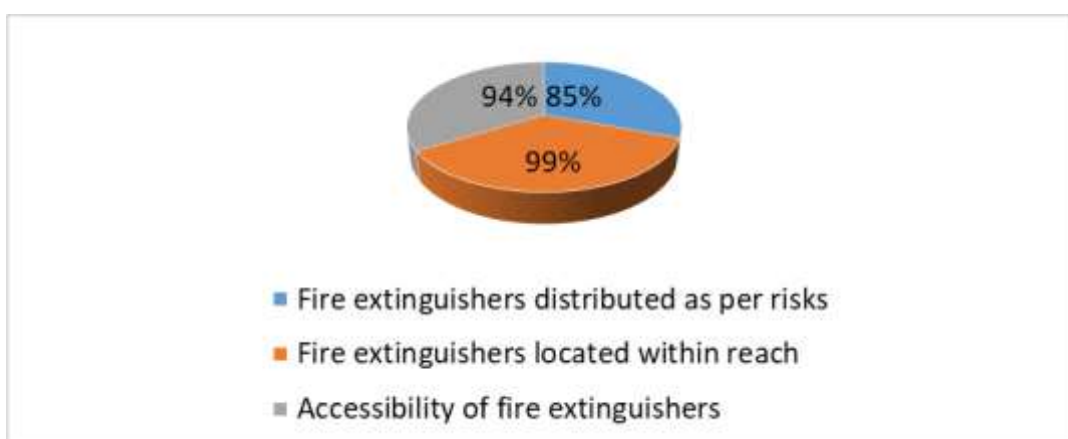 94% 85%
99%
Fire extinguishers distributed as per risks
Fire extinguishers located within reach
Accessibility of fire extinguishers